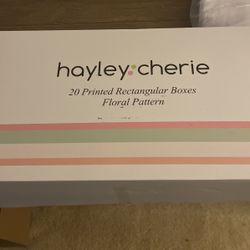 hayley:cherie
20 Printed Rectangular Boxes
Floral Pattern